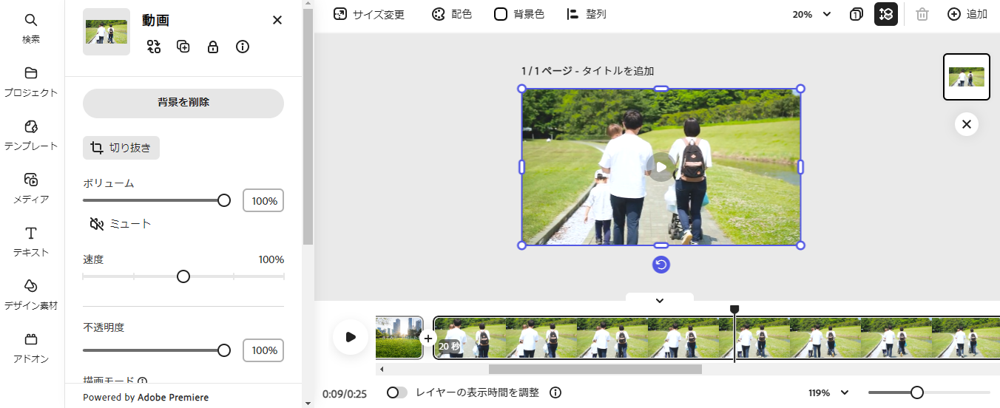 検索
プロジェクト
テンプレート
メディア
テキスト
デザイン素材
アドオン
動画
背景を削除
切り抜き
ボリューム
100%
ミュート
速度
100%
不透明度
100%
描画モード
Powered by Adobe Premiere
サイズ変更
配色
背景色
整列
20%
1
追加
1 / 1 ページ - タイトルを追加
20 秒
0:09/0:25
レイヤーの表示時間を調整
119%